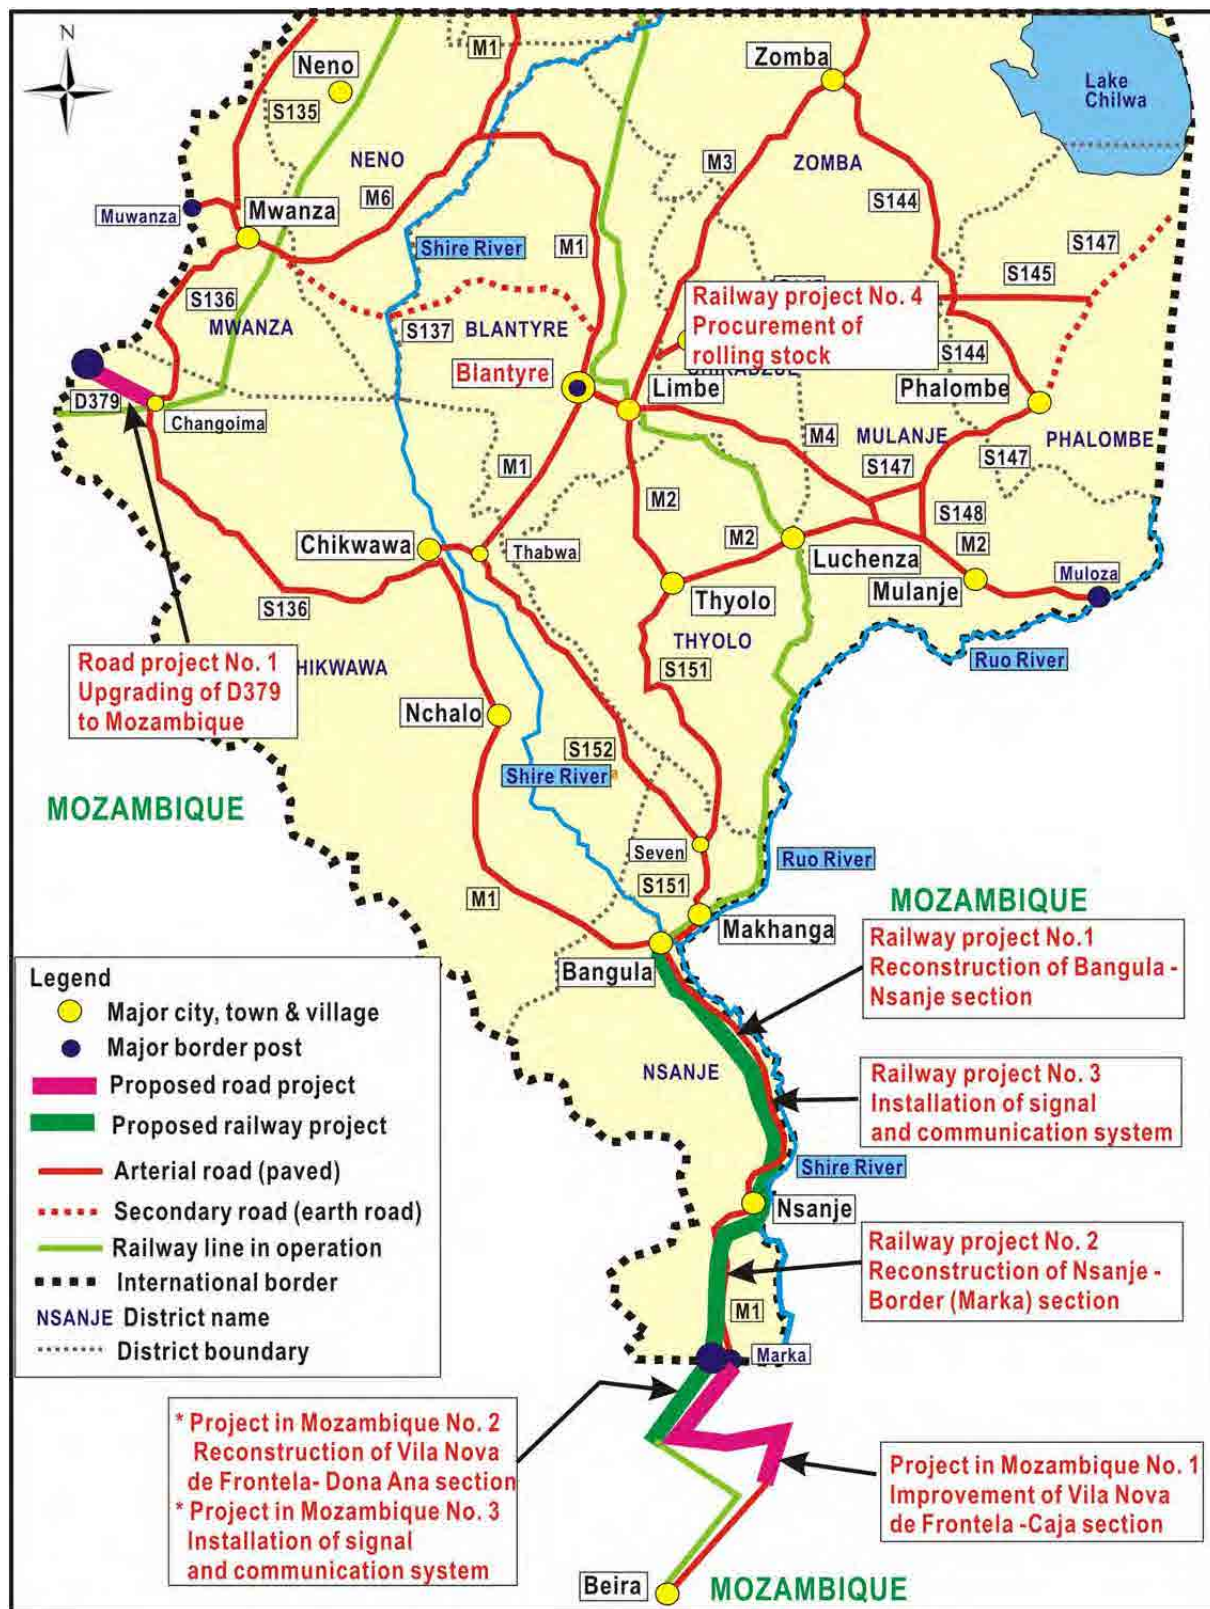 N
Neno
S135
M1
Zomba
Lake
Chilwa
NENO
M3
ZOMBA
M6
S144
Muwanza
Mwanza
Shire River
M1
S147
S145
S136
MWANZA
S137
BLANTYRE
Railway project No. 4
Procurement of
rolling stock
S144
Blantyre
Limbe
Phalombe
D379
Changoima
M4
MULANJE
PHALOMBE
S147
S147
M1
M2
S148
Chikwawa
Thabwa
M2
Luchenza
M2
Mulanje
Muloza
S136
Thyolo
THYOLO
Ruo River
Road project No. 1
Upgrading of D379
to Mozambique
HIKWAWA
S151
Nchalo
S152
Shire River
MOZAMBIQUE
Seven
Ruo River
S151
M1
MOZAMBIQUE
Makhanga
Bangula
Railway project No.1
Reconstruction of Bangula -
Nsanje section
Legend
Major city, town & village
Major border post
Proposed road project
Proposed railway project
Arterial road (paved)
Secondary road (earth road)
Railway line in operation
International border
NSANJE District name
District boundary
NSANJE
Railway project No. 3
Installation of signal
and communication system
Shire River
Nsanje
Railway project No. 2
Reconstruction of Nsanje -
Border (Marka) section
M1
Marka
* Project in Mozambique No. 2
Reconstruction of Vila Nova
de Frontela- Dona Ana section
* Project in Mozambique No. 3
Installation of signal
and communication system
Project in Mozambique No. 1
Improvement of Vila Nova
de Frontela -Caja section
Beira
MOZAMBIQUE